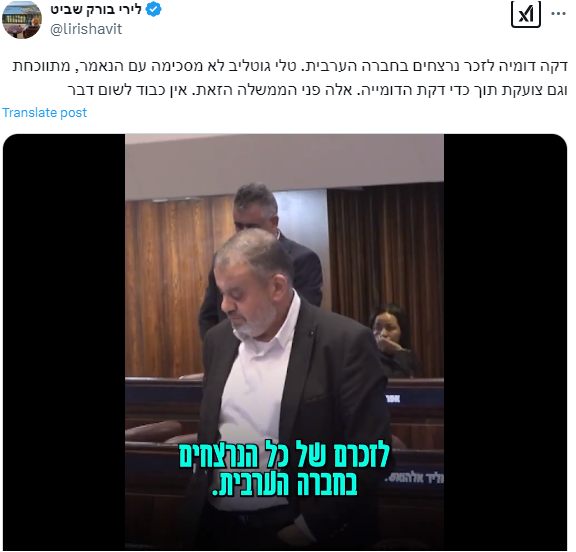 לירי בורק שביט
@lirishavit
דקה דומיה לזכר נרצחים בחברה הערבית. טלי גוטליב לא מסכימה עם הנאמר, מתווכחת
וגם צועקת תוך כדי דקת הדומייה. אלה פני הממשלה הזאת. אין כבוד לשום דבר
Translate post
לזכרם של כל הנרצחים
בחברה הערבית.